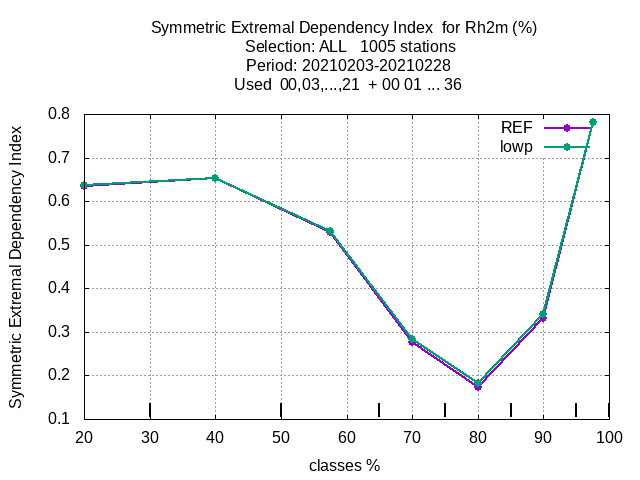 Symmetric Extremal Dependency Index  for Rh2m (%)
Selection: ALL   1005 stations
Period: 20210203-20210228
Used  00,03,...,21  + 00 01 ... 36
REF
lowp
Symmetric Extremal Dependency Index
0.8
0.7
0.6
0.5
0.4
0.3
0.2
0.1
20 30 40 50 60 70 80 90 100
classes %